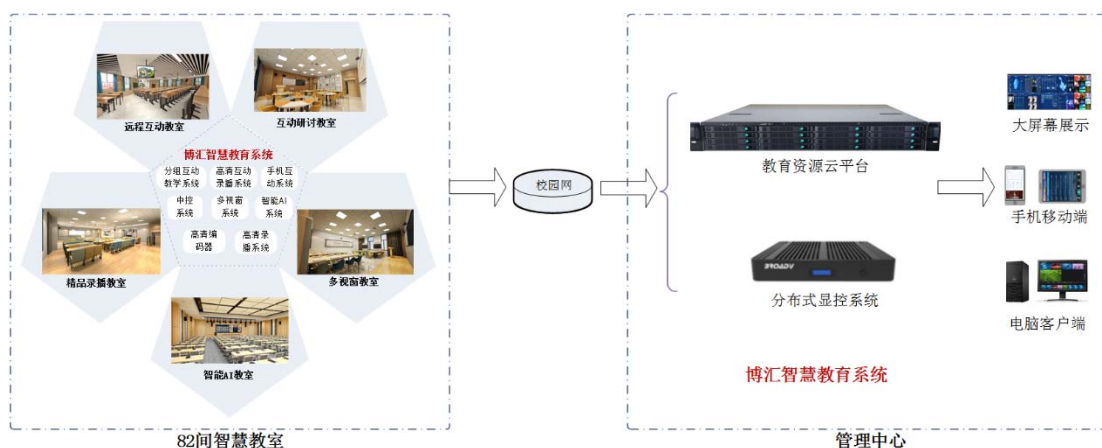 远程互动教室
互动研讨教室
博汇智慧教育系统
分组互动
教学系统
高清互动
录播系统
手机互
动系统
中控
系统
多视窗
系统
智能AI
系统
高清编
码器
高清录
播系统
精品录播教室
多视窗教室
智能AI教室
82间智慧教室
校园网
教育资源云平台
BROADV
分布式显控系统
博汇智慧教育系统
大屏幕展示
手机移动端
电脑客户端
管理中心